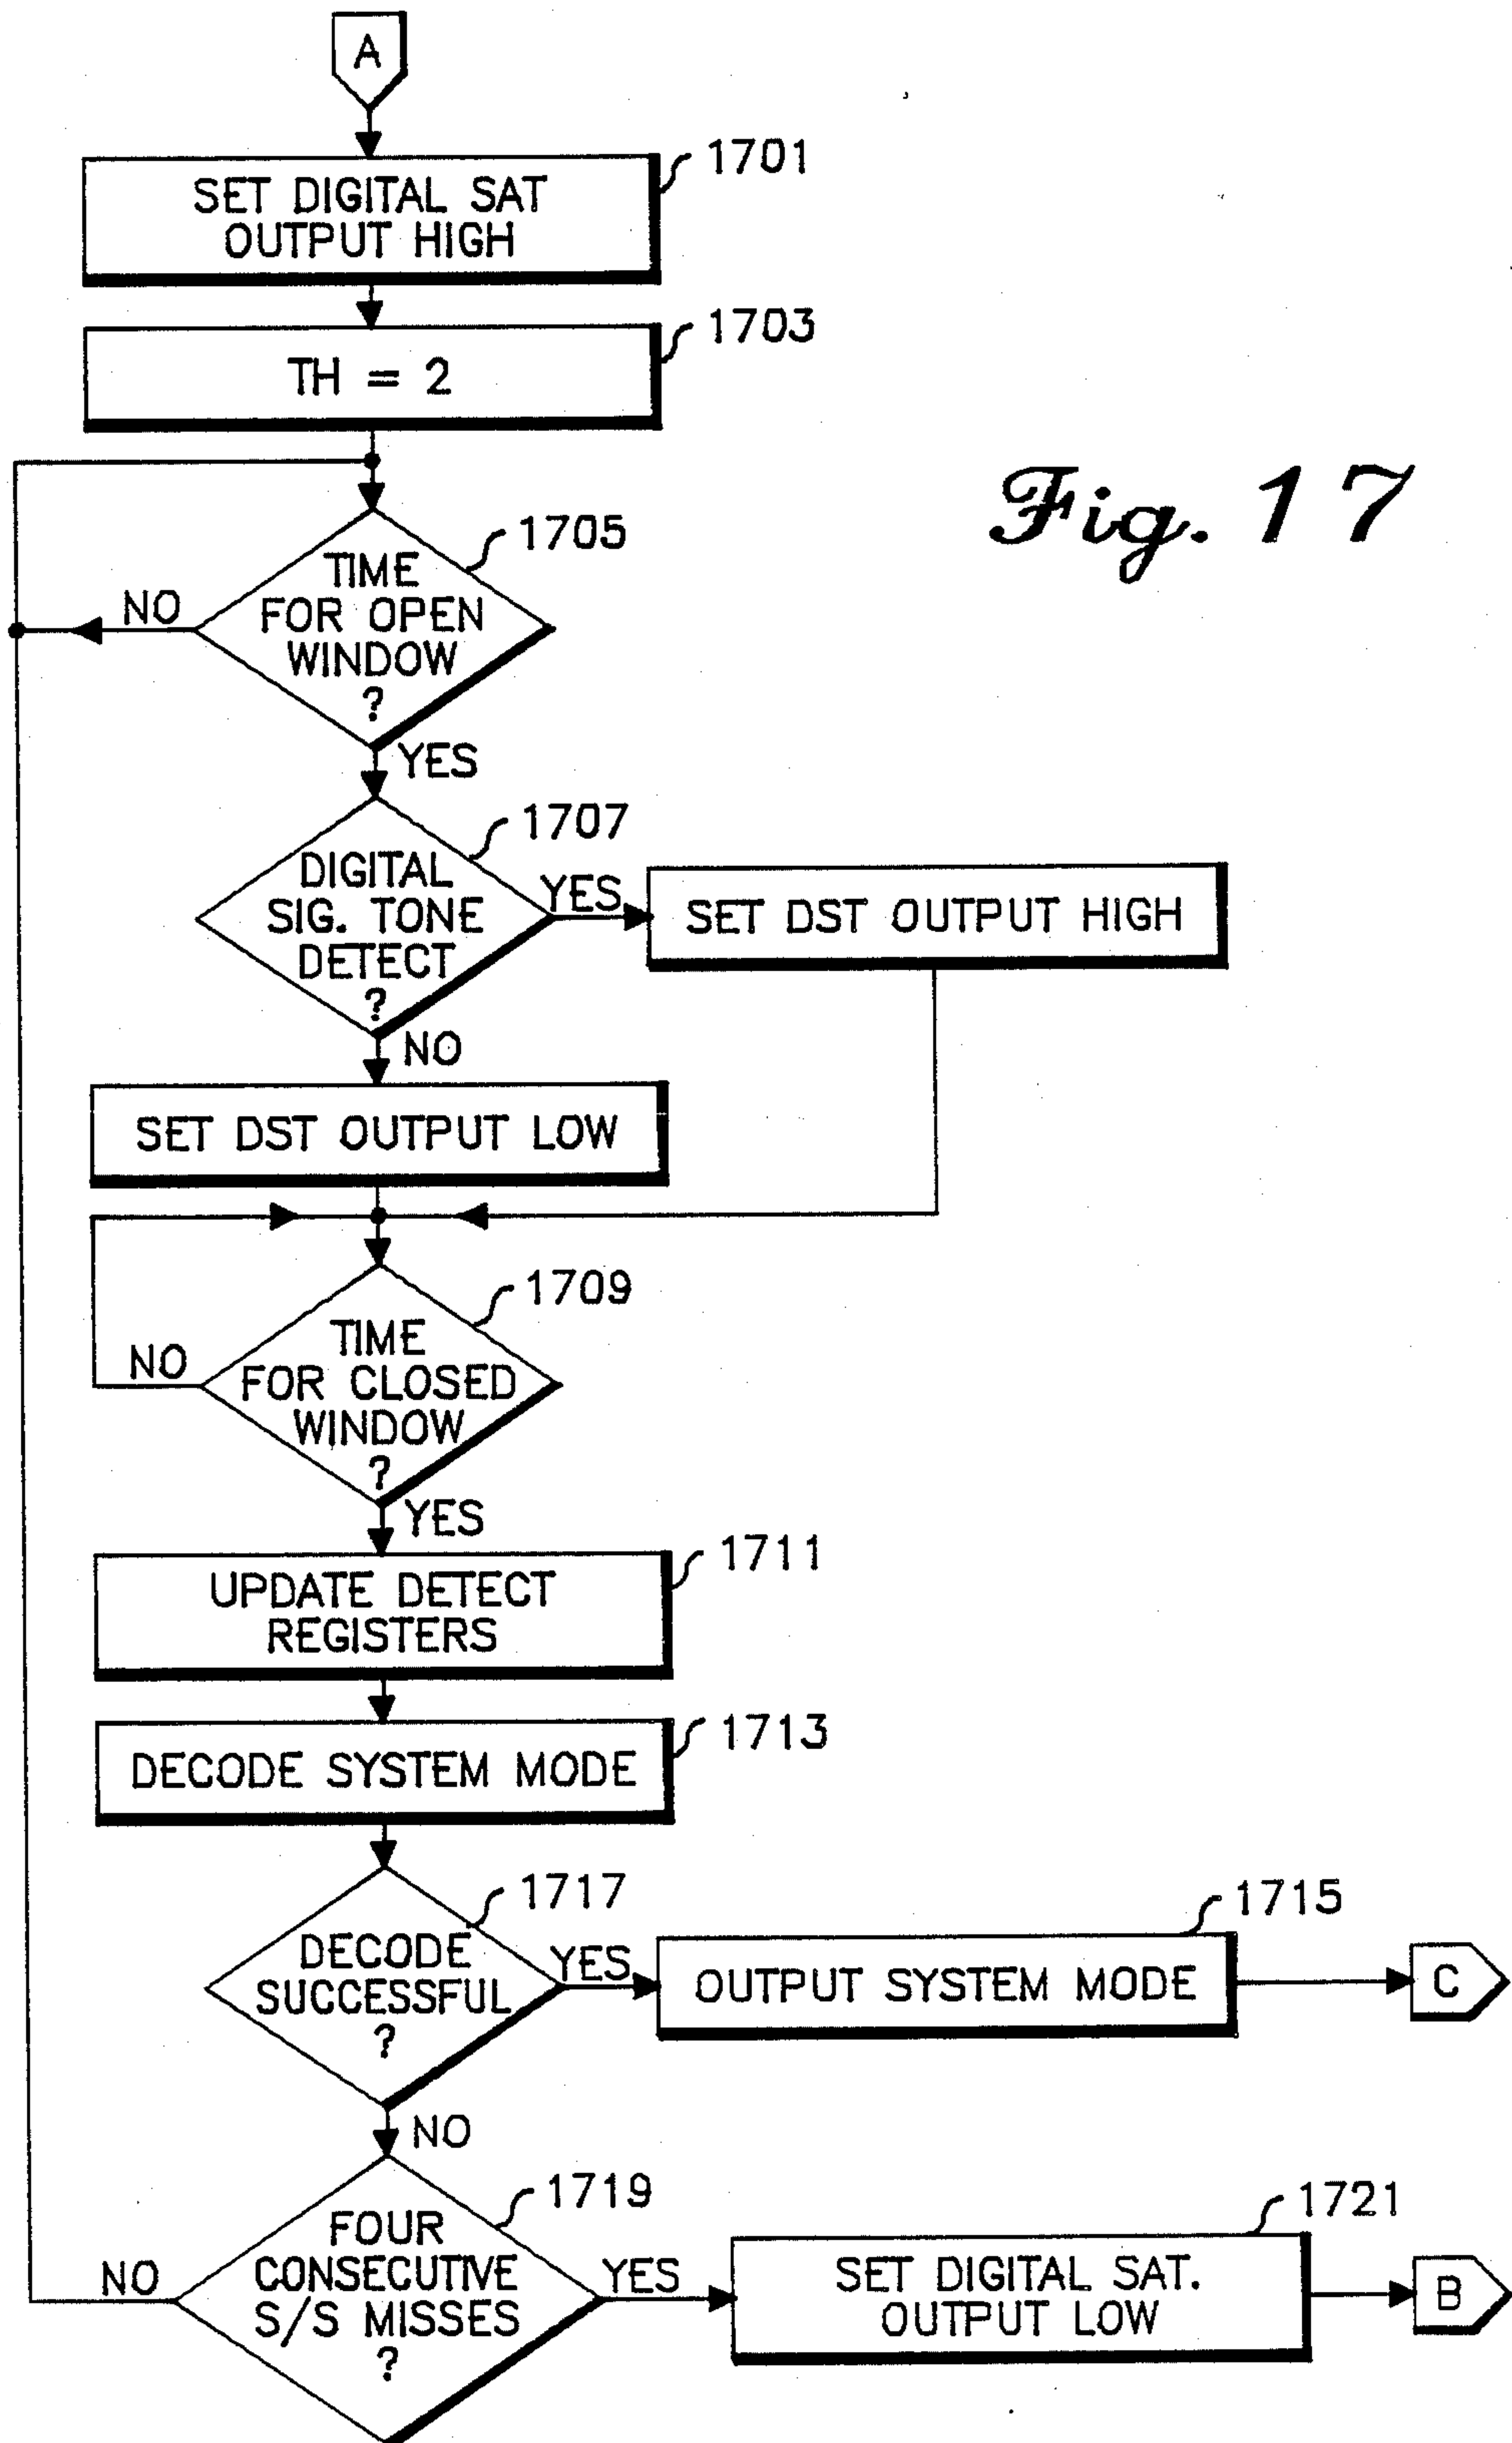 A
1701
SET DIGITAL SAT
OUTPUT HIGH
1703
TH = 2
Fig. 17
1705
TIME
FOR OPEN
WINDOW
?
NO
YES
1707
DIGITAL
SIG. TONE
DETECT
?
YES
SET DST OUTPUT HIGH
NO
SET DST OUTPUT LOW
1709
TIME
FOR CLOSED
WINDOW
?
NO
YES
1711
UPDATE DETECT
REGISTERS
1713
DECODE SYSTEM MODE
1717
DECODE
SUCCESSFUL
?
YES
1715
OUTPUT SYSTEM MODE
C
NO
1719
FOUR
CONSECUTIVE
S/S MISSES
?
NO
YES
1721
SET DIGITAL SAT.
OUTPUT LOW
B